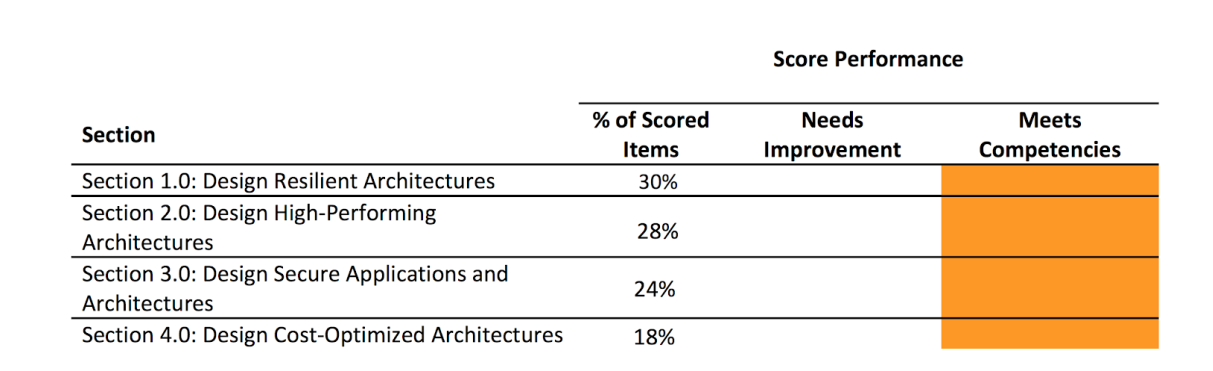 Score Performance
Section
% of Scored Items
Needs Improvement
Meets Competencies
Section 1.0: Design Resilient Architectures 30%
Section 2.0: Design High-Performing
Architectures 28%
Section 3.0: Design Secure Applications and
Architectures 24%
Section 4.0: Design Cost-Optimized Architectures 18%